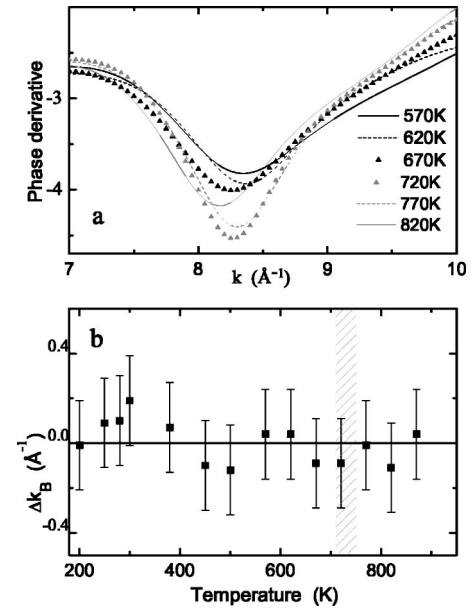 Phase derivative
-3
-4
a
570K
620K
670K
720K
770K
820K
7 8 9 10
k (Å⁻¹)
b
Δk_B (Å⁻¹)
0.4
0.0
-0.4
200 400 600 800
Temperature (K)